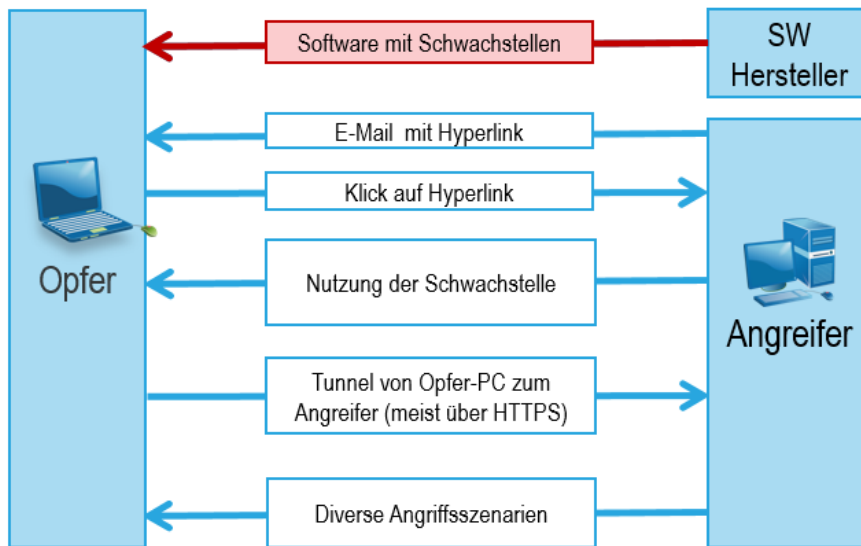 Software mit Schwachstellen
SW
Hersteller
E-Mail mit Hyperlink
Klick auf Hyperlink
Opfer
Nutzung der Schwachstelle
Angreifer
Tunnel von Opfer-PC zum
Angreifer (meist über HTTPS)
Diverse Angriffsszenarien